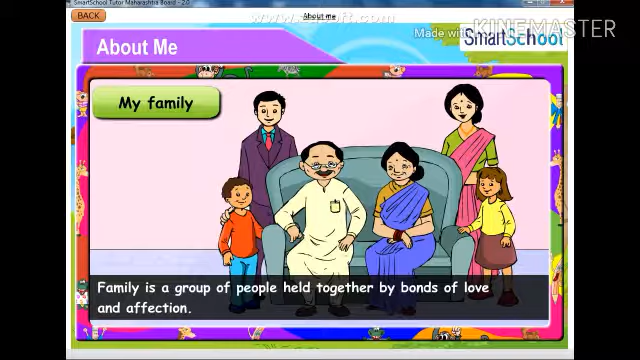 SmartSchool Tutor Maharashtra Board - 2.0
BACK
About me
Made with
KINEMASTER
SmartSchool
About Me
My family
Family is a group of people held together by bonds of love
and affection.